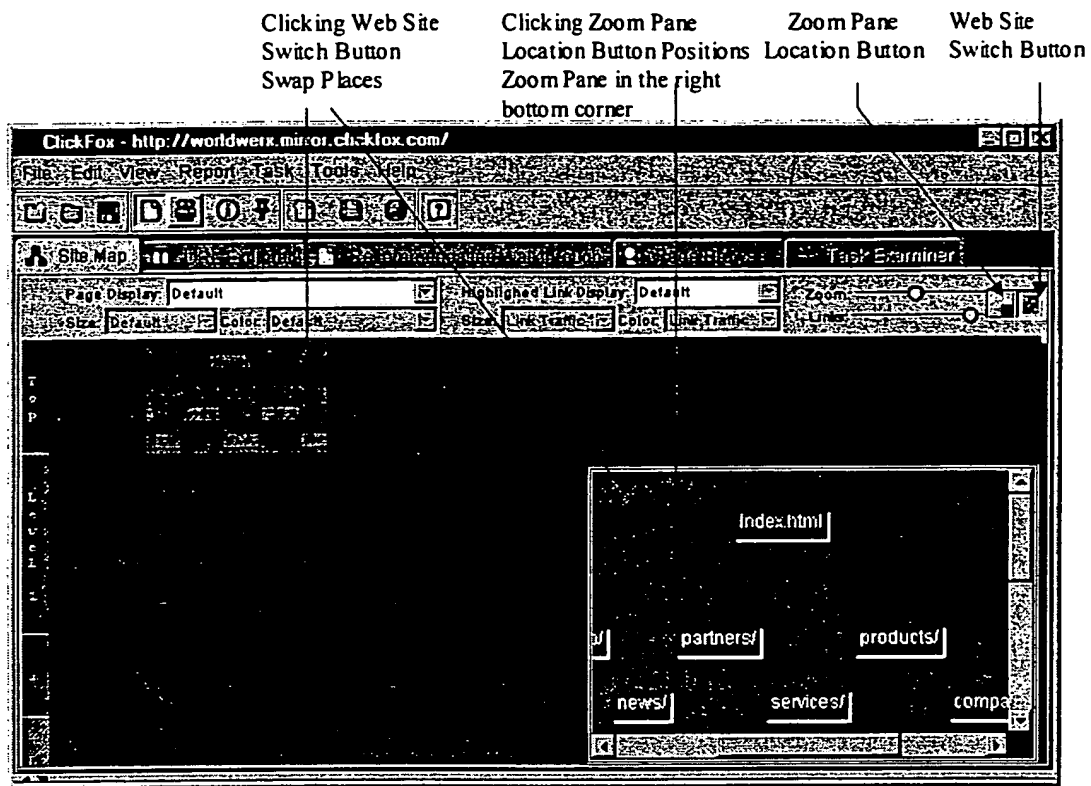 Clicking Web Site
Switch Button
Swap Places
Clicking Zoom Pane
Location Button Positions
Zoom Pane in the right
bottom corner
Zoom Pane
Location Button
Web Site
Switch Button
ClickFox - http://worldwerx.mirror.clickfox.com/
File Edit View Report Task Tools Help
Site Map
Task Examiner
Page Display: Default
Highlighed Link Display: Default
Zoom
Size: Default Color: Default
Size: Link Traffic Color: Link Traffic
Links
T
o
p
Index.html
partners/
products/
news/
services/
compa